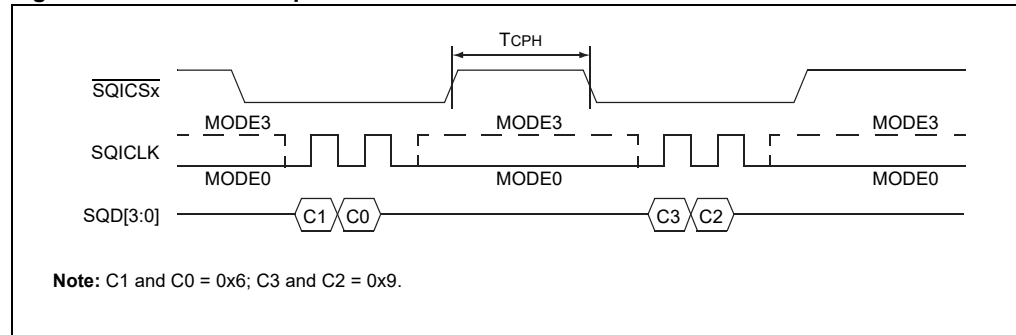 TCPH
SQICSx
MODE3 MODE3 MODE3
SQICLK
MODE0 MODE0 MODE0
SQD[3:0] C1 C0 C3 C2
Note: C1 and C0 = 0x6; C3 and C2 = 0x9.